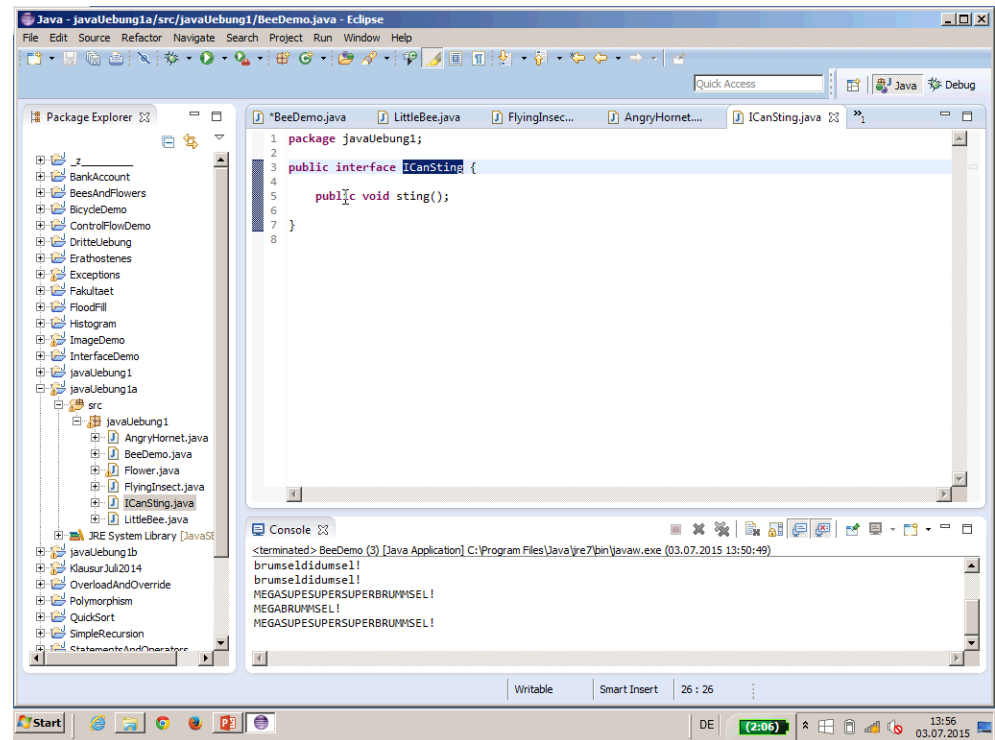 Java - javaUebung1a/src/javaUebung1/BeeDemo.java - Eclipse
File Edit Source Refactor Navigate Search Project Run Window Help
Quick Access
Java
Debug
Package Explorer
_z_________
BankAccount
BeesAndFlowers
BicycleDemo
ControlFlowDemo
DritteUebung
Erathostenes
Exceptions
Fakultaet
FloodFill
Histogram
ImageDemo
InterfaceDemo
javaUebung1
javaUebung1a
src
javaUebung1
AngryHornet.java
BeeDemo.java
Flower.java
FlyingInsect.java
ICanSting.java
LittleBee.java
JRE System Library [JavaSE
javaUebung1b
KlausurJuli2014
OverloadAndOverride
Polymorphism
QuickSort
SimpleRecursion
StatementsAndOperators
*BeeDemo.java LittleBee.java FlyingInsec... AngryHornet.... ICanSting.java »1
1 package javaUebung1;
2
3 public interface ICanSting {
4
5 public void sting();
6
7 }
8
Console
<terminated> BeeDemo (3) [Java Application] C:\Program Files\Java\jre7\bin\javaw.exe (03.07.2015 13:50:49)
brumseldidumsel!
brumseldidumsel!
MEGASUPESUPERSUPERBRUMMSEL!
MEGABRUMMSEL!
MEGASUPESUPERSUPERBRUMMSEL!
Writable Smart Insert 26 : 26
Start
DE
(2:06)
13:56
03.07.2015